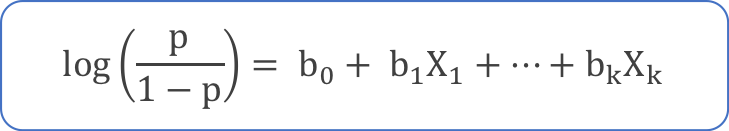 log(p/(1 − p)) = b₀ + b₁X₁ + ⋯ + bₖXₖ